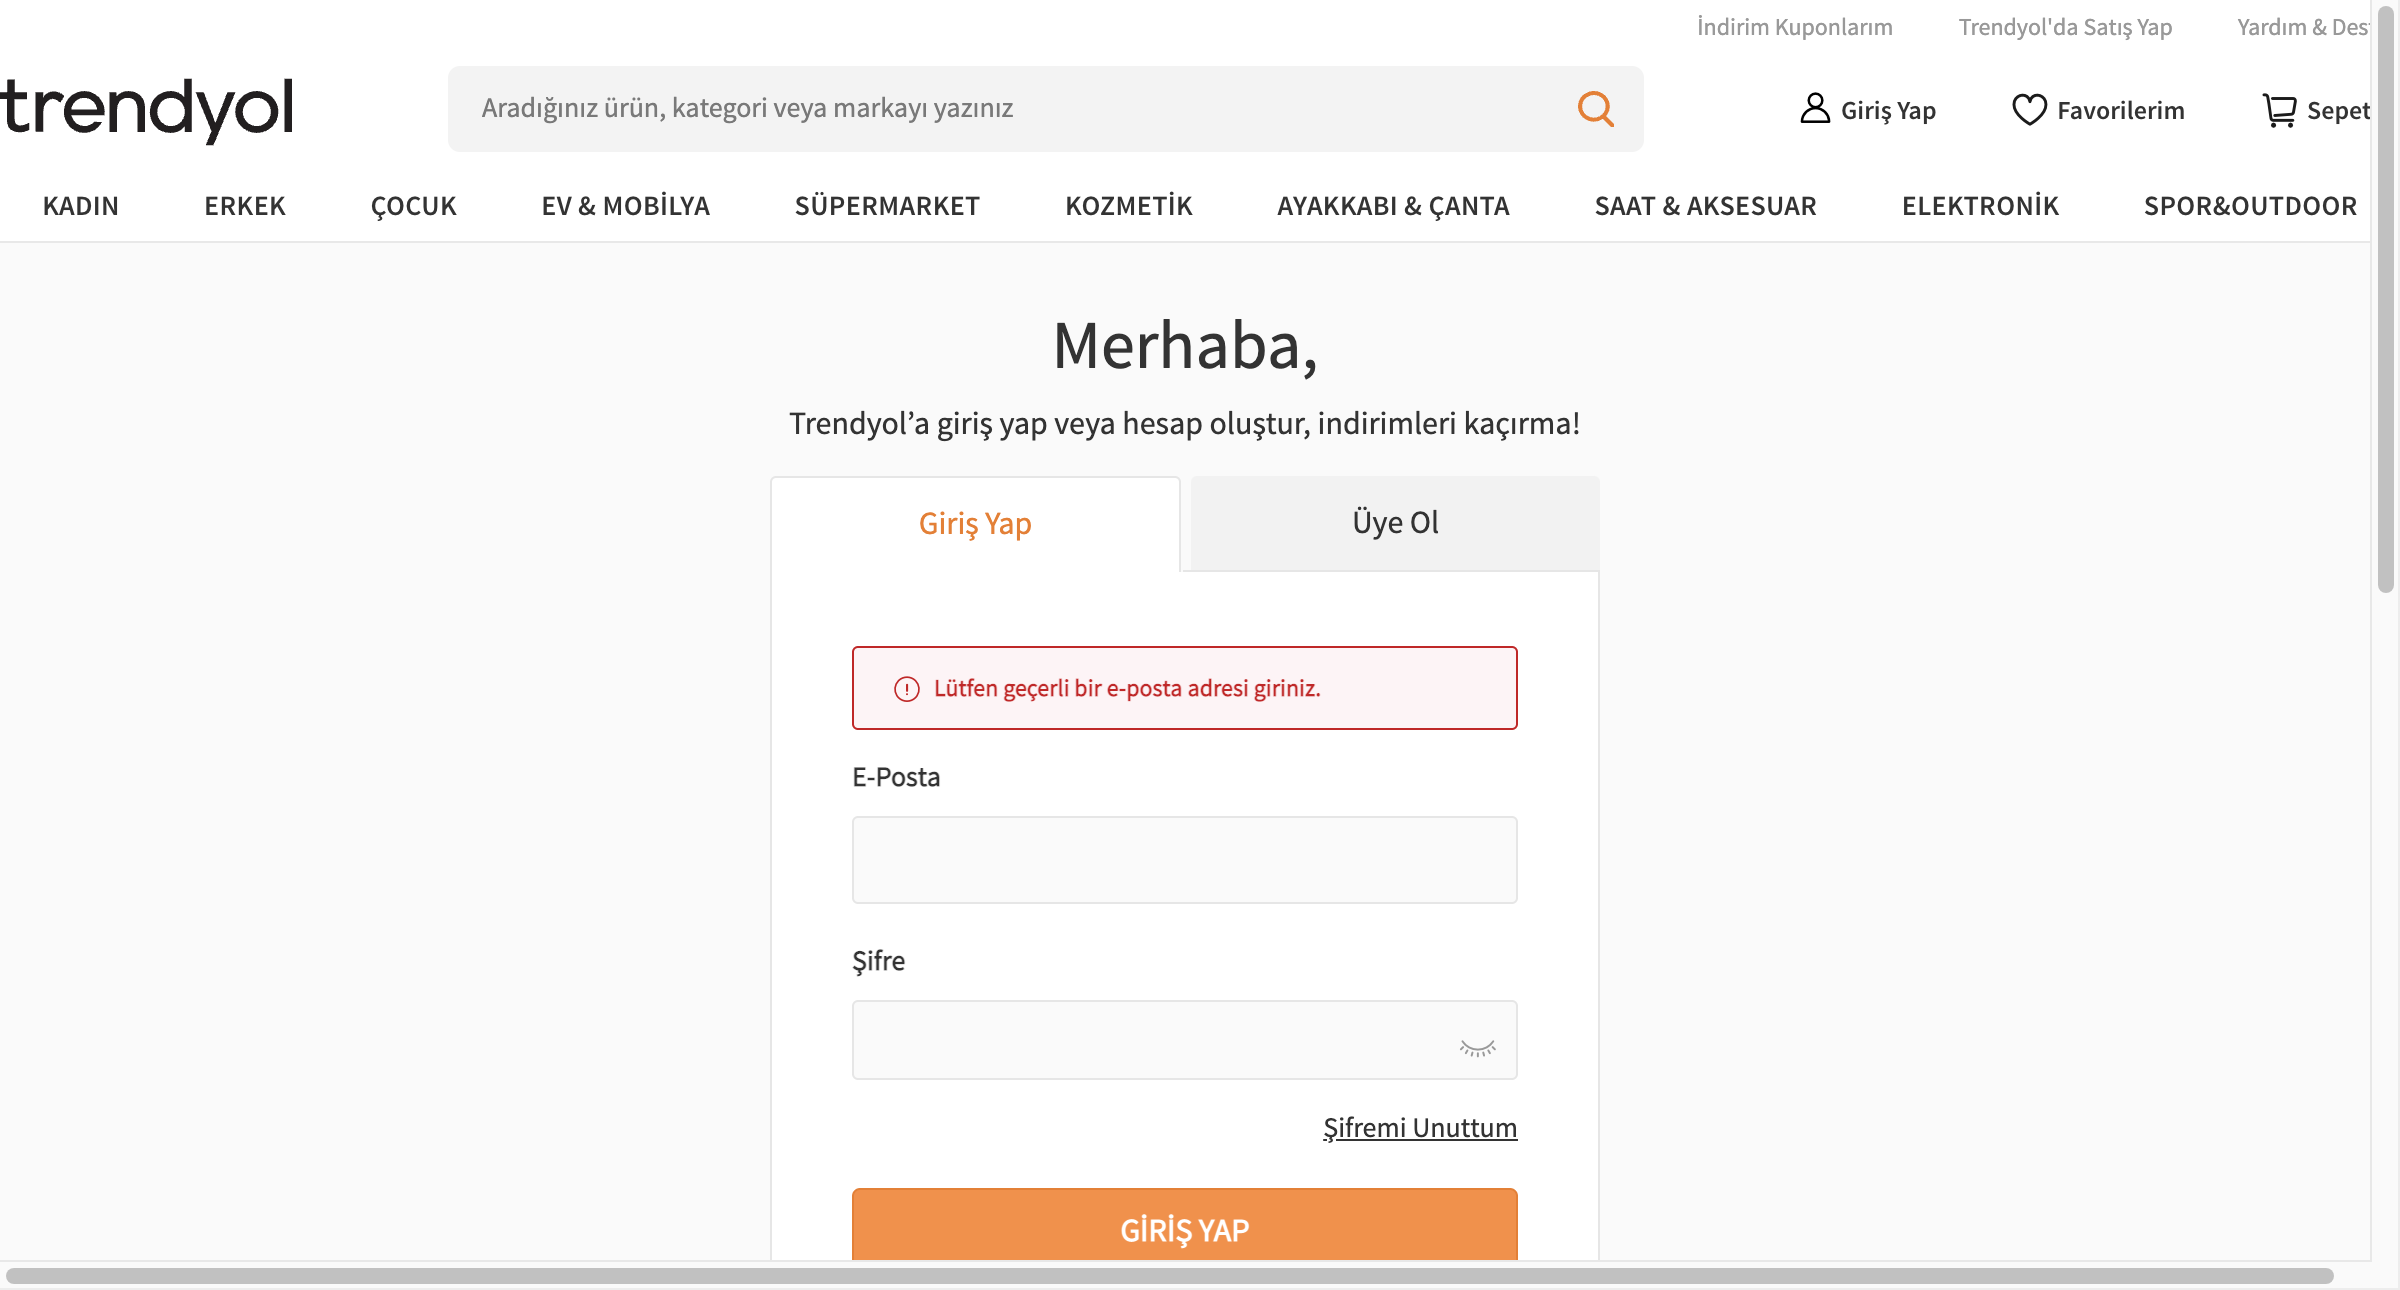 İndirim Kuponlarım Trendyol'da Satış Yap Yardım &
trendyol Aradığınız ürün, kategori veya markayı yazınız Giriş Yap Favorilerim Sepet
KADIN ERKEK ÇOCUK EV & MOBİLYA SÜPERMARKET KOZMETİK AYAKKABI & ÇANTA SAAT & AKSESUAR ELEKTRONİK SPOR&OUTDOOR
Merhaba,
Trendyol’a giriş yap veya hesap oluştur, indirimleri kaçırma!
Giriş Yap Üye Ol
Lütfen geçerli bir e-posta adresi giriniz.
E-Posta
Şifre
Şifremi Unuttum
GİRİŞ YAP